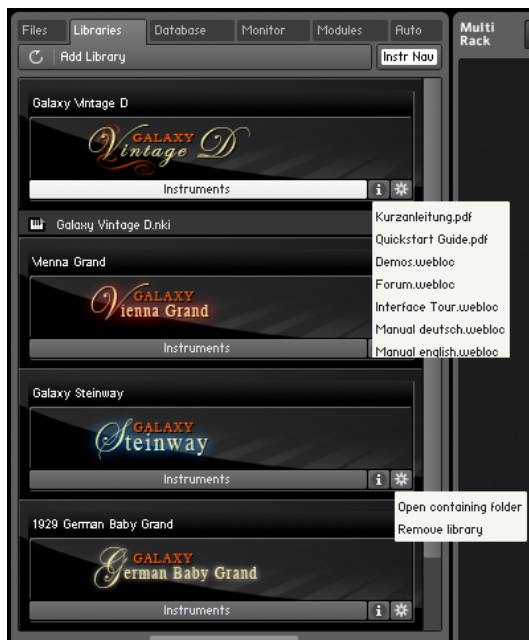 Files Libraries Database Monitor Modules Auto
Multi Rack
Add Library Instr Nav
Galaxy Vintage D
GALAXY
Vintage D
Instruments
Galaxy Vintage D.nki
Kurzanleitung.pdf
Quickstart Guide.pdf
Demos.webloc
Forum.webloc
Interface Tour.webloc
Manual deutsch.webloc
Manual english.webloc
Vienna Grand
GALAXY
Vienna Grand
Instruments
Galaxy Steinway
GALAXY
Steinway
Instruments
Open containing folder
Remove library
1929 German Baby Grand
GALAXY
German Baby Grand
Instruments